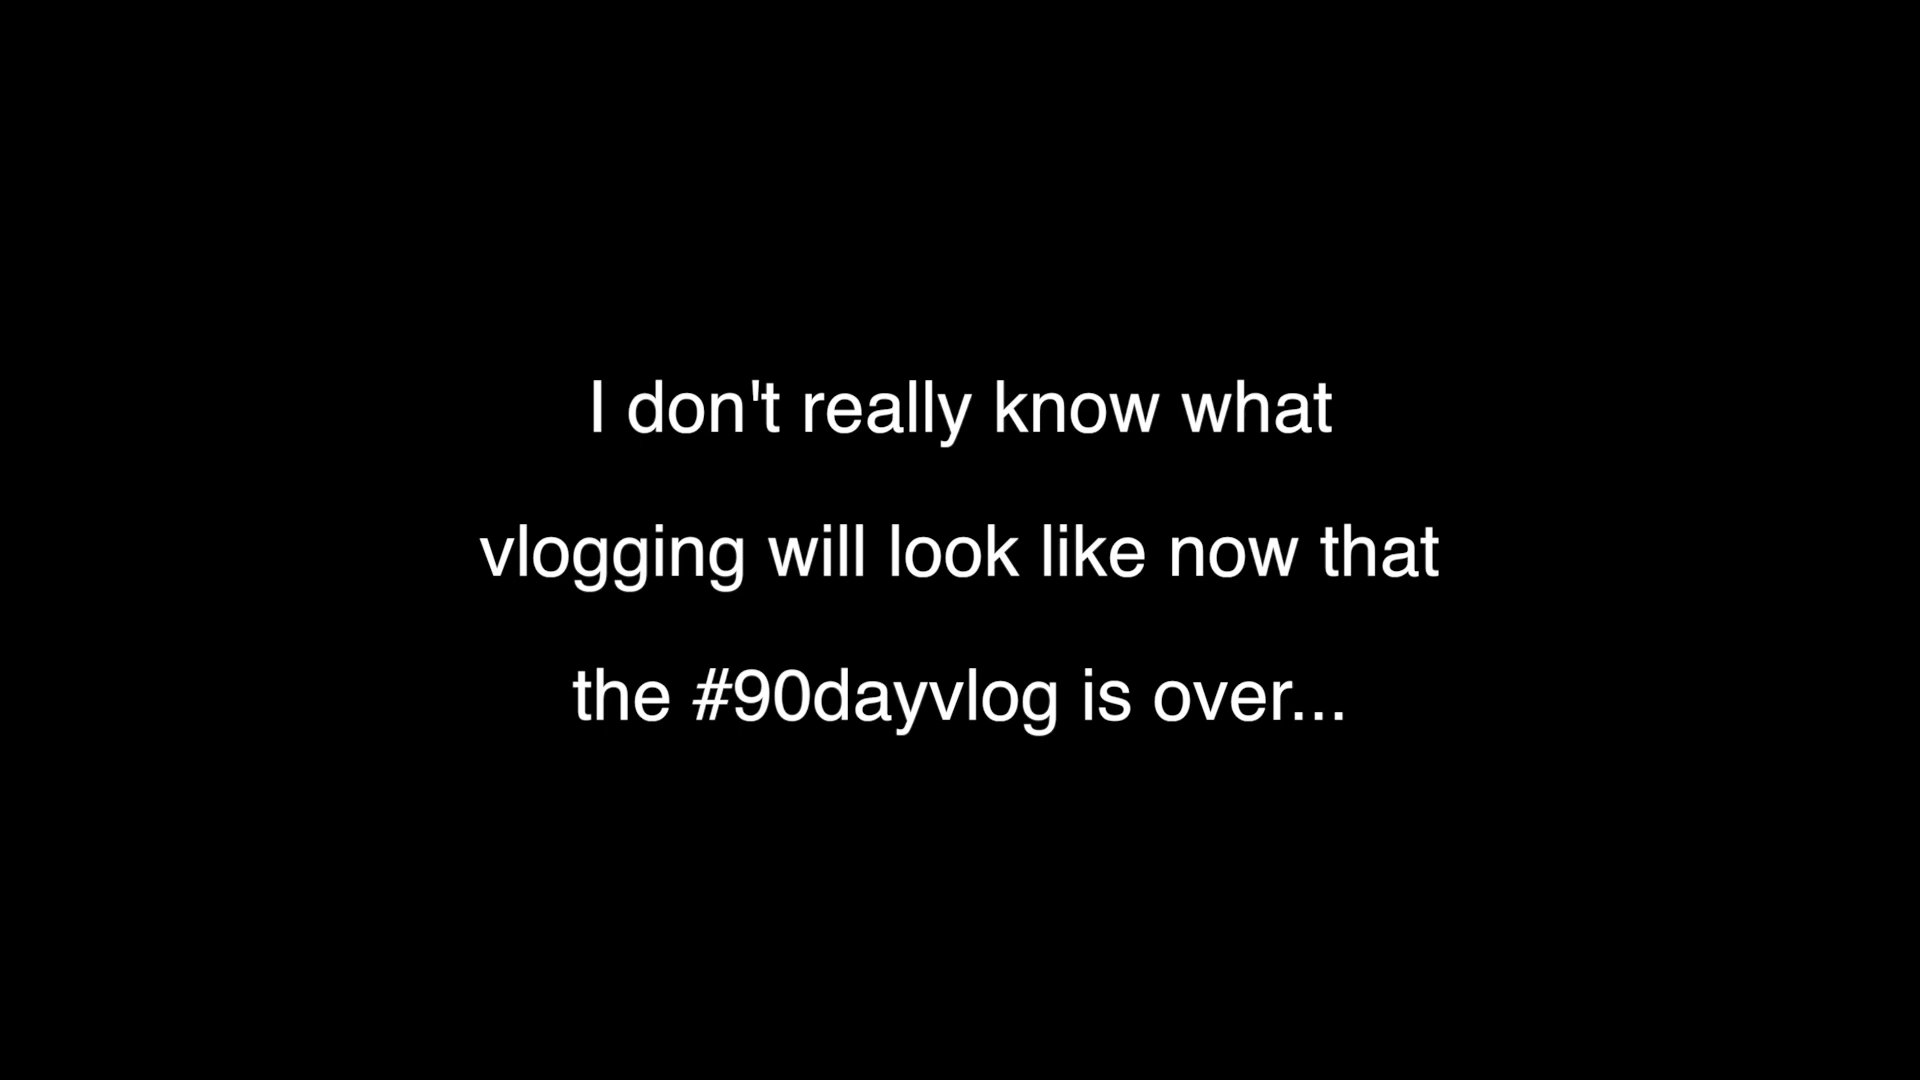 I don't really know what
vlogging will look like now that
the #90dayvlog is over...